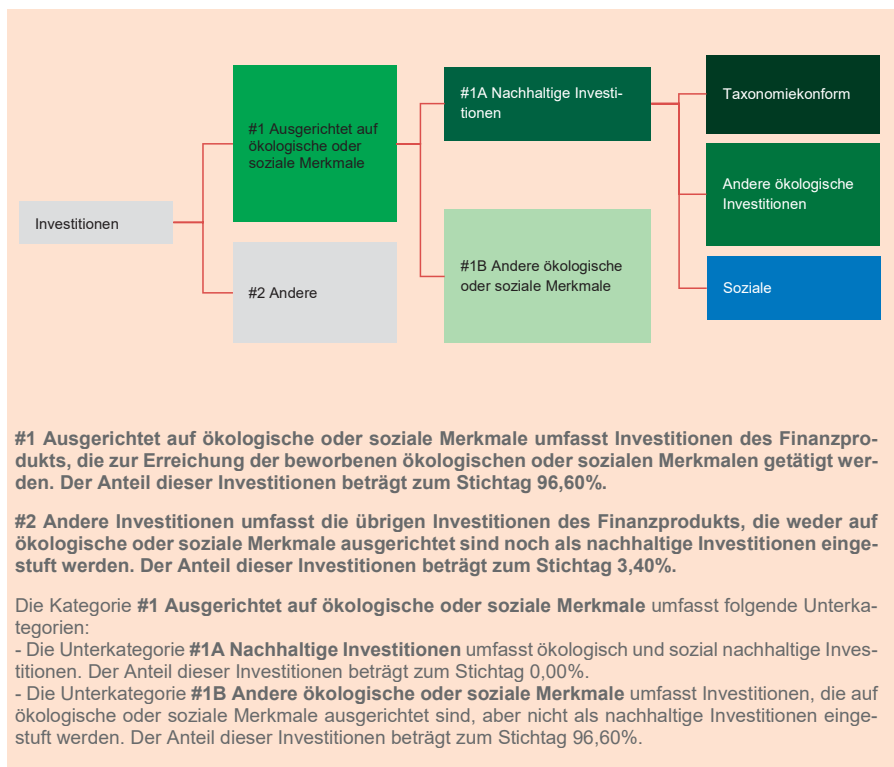 #1A Nachhaltige Investi-
tionen
Taxonomiekonform
#1 Ausgerichtet auf
ökologische oder
soziale Merkmale
Andere ökologische
Investitionen
Investitionen
#2 Andere
#1B Andere ökologische
oder soziale Merkmale
Soziale
#1 Ausgerichtet auf ökologische oder soziale Merkmale umfasst Investitionen des Finanzpro-
dukts, die zur Erreichung der beworbenen ökologischen oder sozialen Merkmalen getätigt wer-
den. Der Anteil dieser Investitionen beträgt zum Stichtag 96,60%.
#2 Andere Investitionen umfasst die übrigen Investitionen des Finanzprodukts, die weder auf
ökologische oder soziale Merkmale ausgerichtet sind noch als nachhaltige Investitionen einge-
stuft werden. Der Anteil dieser Investitionen beträgt zum Stichtag 3,40%.
Die Kategorie #1 Ausgerichtet auf ökologische oder soziale Merkmale umfasst folgende Unterka-
tegorien:
- Die Unterkategorie #1A Nachhaltige Investitionen umfasst ökologisch und sozial nachhaltige Inves-
titionen. Der Anteil dieser Investitionen beträgt zum Stichtag 0,00%.
- Die Unterkategorie #1B Andere ökologische oder soziale Merkmale umfasst Investitionen, die auf
ökologische oder soziale Merkmale ausgerichtet sind, aber nicht als nachhaltige Investitionen einge-
stuft werden. Der Anteil dieser Investitionen beträgt zum Stichtag 96,60%.